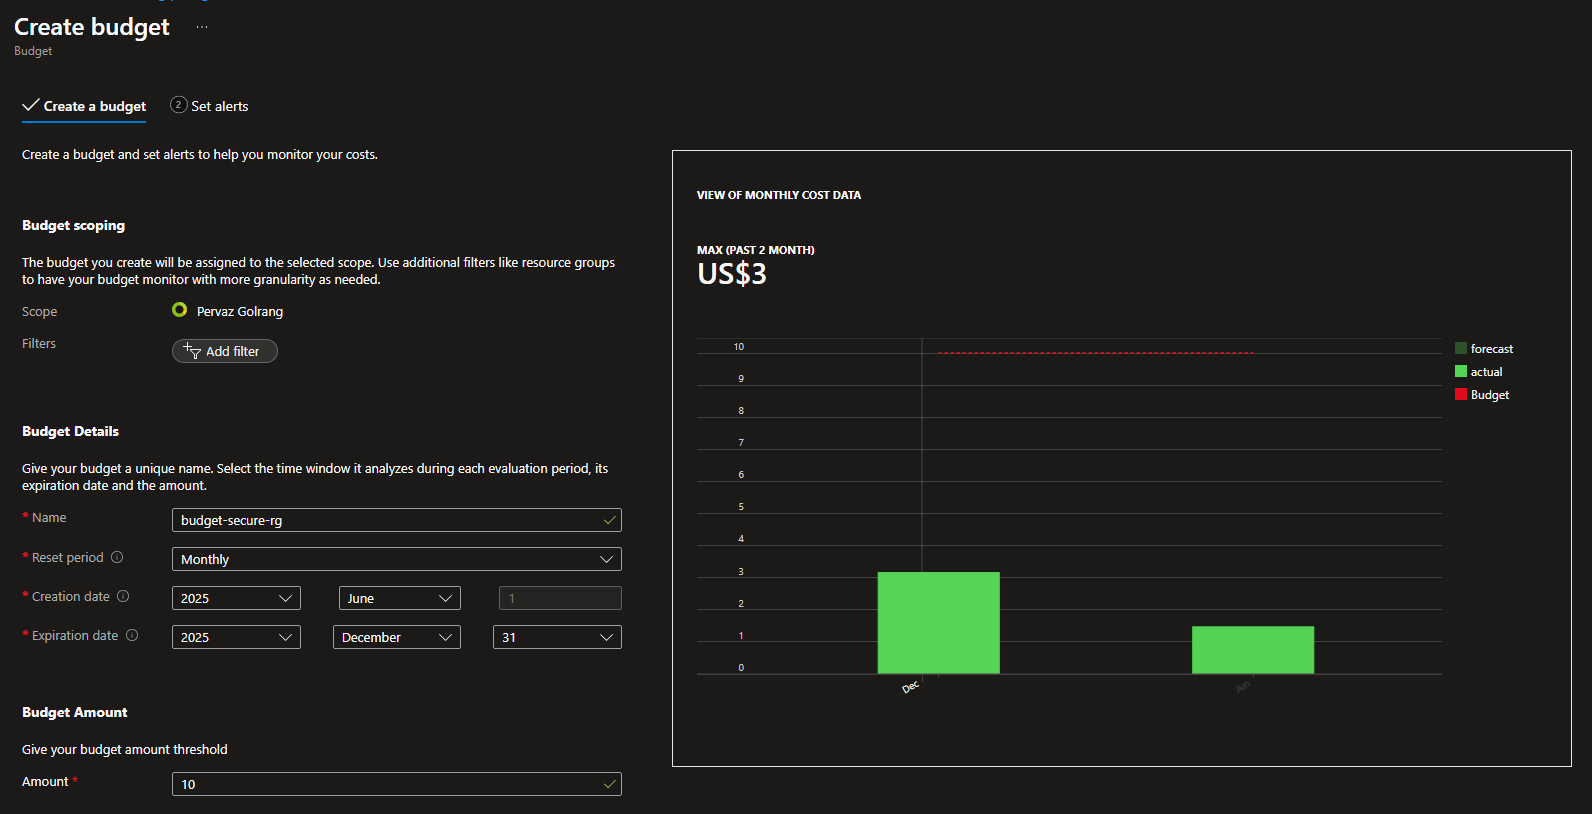 Create budget
...
Budget
Create a budget
2 Set alerts
Create a budget and set alerts to help you monitor your costs.
Budget scoping
The budget you create will be assigned to the selected scope. Use additional filters like resource groups
to have your budget monitor with more granularity as needed.
Scope
Pervaz Golrang
Filters
Add filter
Budget Details
Give your budget a unique name. Select the time window it analyzes during each evaluation period, its
expiration date and the amount.
* Name
budget-secure-rg
* Reset period
Monthly
* Creation date
2025
June
1
* Expiration date
2025
December
31
Budget Amount
Give your budget amount threshold
Amount *
10
VIEW OF MONTHLY COST DATA
MAX (PAST 2 MONTH)
US$3
10
9
8
7
6
5
4
3
2
1
0
Dec
Jun
forecast
actual
Budget